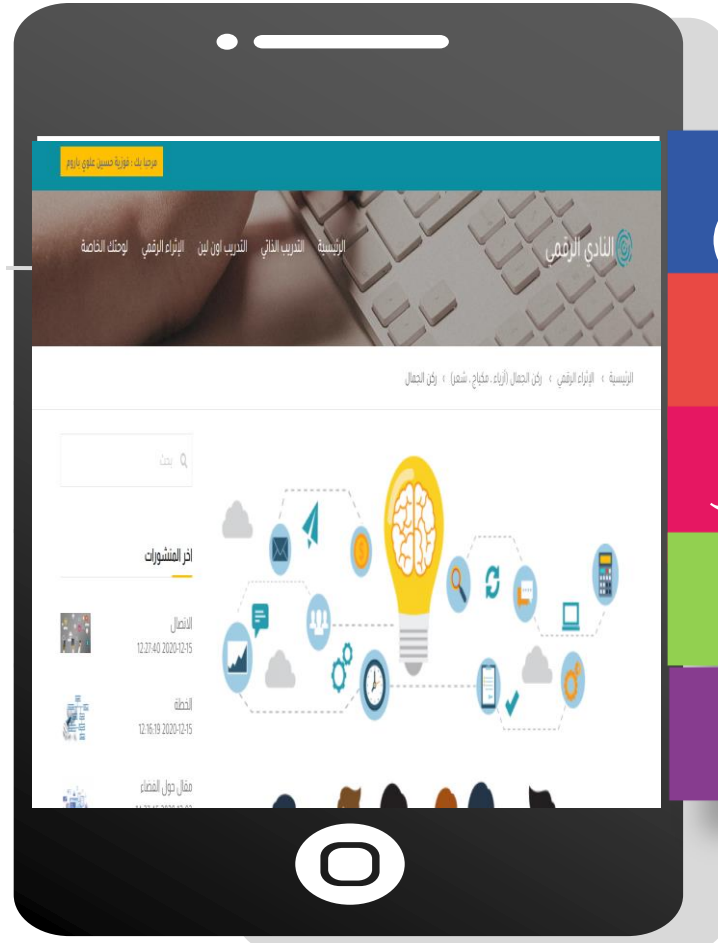 مرحبا بك : فوزية حسين علوي باروم
النادي الرقمي
الرئيسية التدريب الذاتي التدريب اون لين الإثراء الرقمي لوحتك الخاصة
الرئيسية › الإثراء الرقمي › ركن الجمال (أزياء ، مكياج ، شعر) › ركن الجمال
بحث
اخر المنشورات
الاتصال
12:27:40 2020-12-15
الخطة
12:16:19 2020-12-15
مقال حول الفضاء